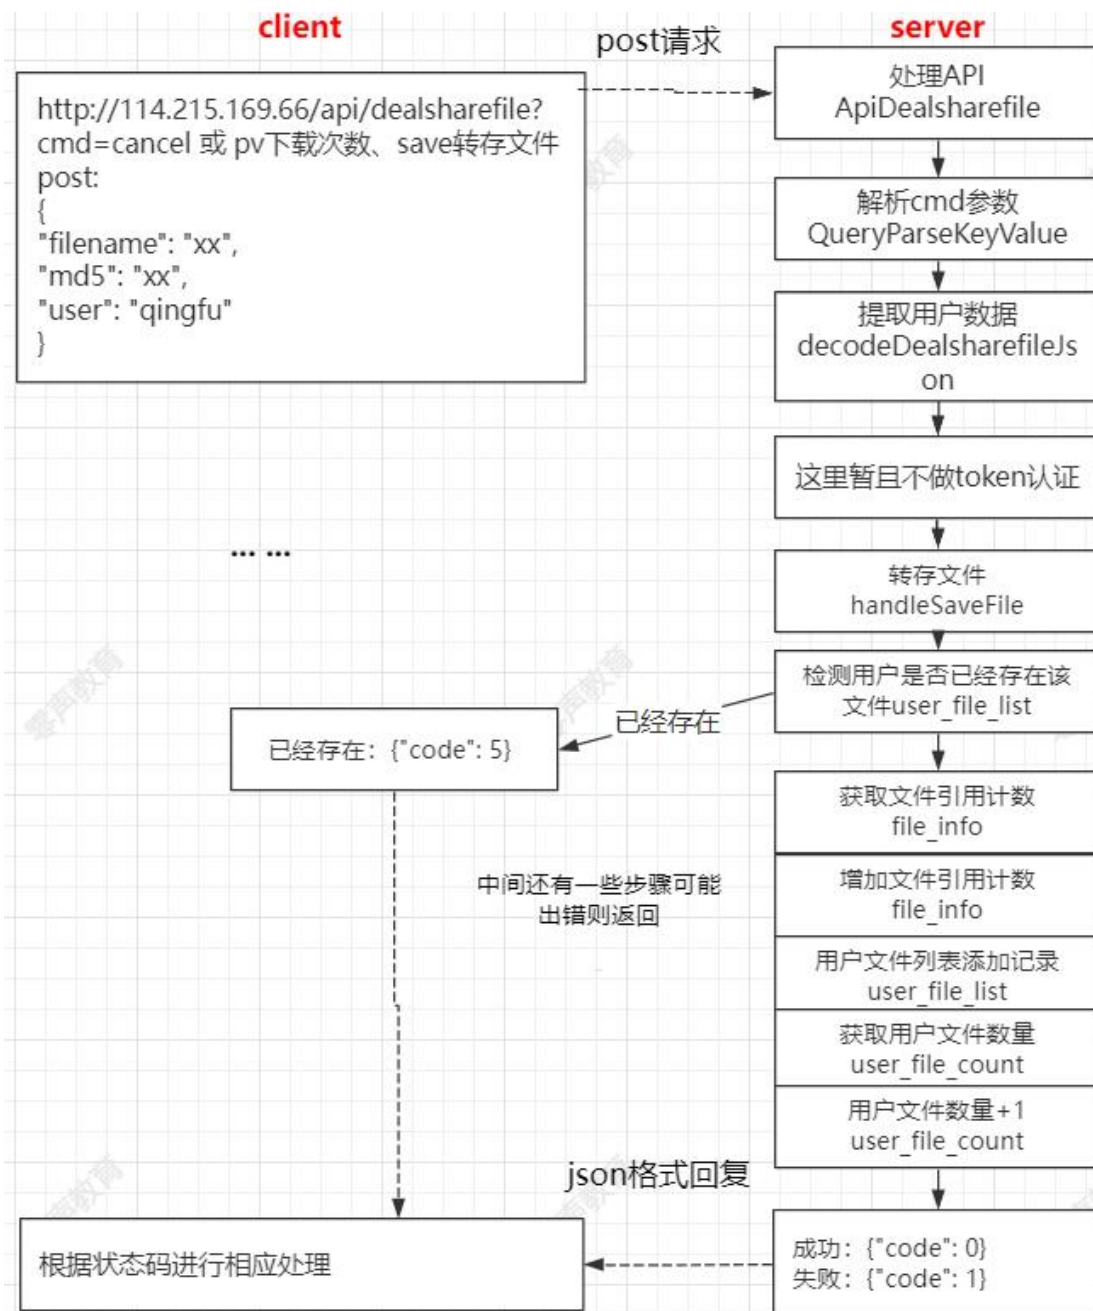 client
post请求
server
http://114.215.169.66/api/dealsharefile?
cmd=cancel 或 pv下载次数、save转存文件
post:
{
"filename": "xx",
"md5": "xx",
"user": "qingfu"
}
处理API
ApiDealsharefile
解析cmd参数
QueryParseKeyValue
提取用户数据
decodeDealsharefileJs
on
这里暂且不做token认证
... ...
转存文件
handleSaveFile
检测用户是否已经存在该
文件user_file_list
已经存在
已经存在：{"code": 5}
获取文件引用计数
file_info
中间还有一些步骤可能
出错则返回
增加文件引用计数
file_info
用户文件列表添加记录
user_file_list
获取用户文件数量
user_file_count
用户文件数量+1
user_file_count
json格式回复
根据状态码进行相应处理
成功：{"code": 0}
失败：{"code": 1}
零声教育
零声教育